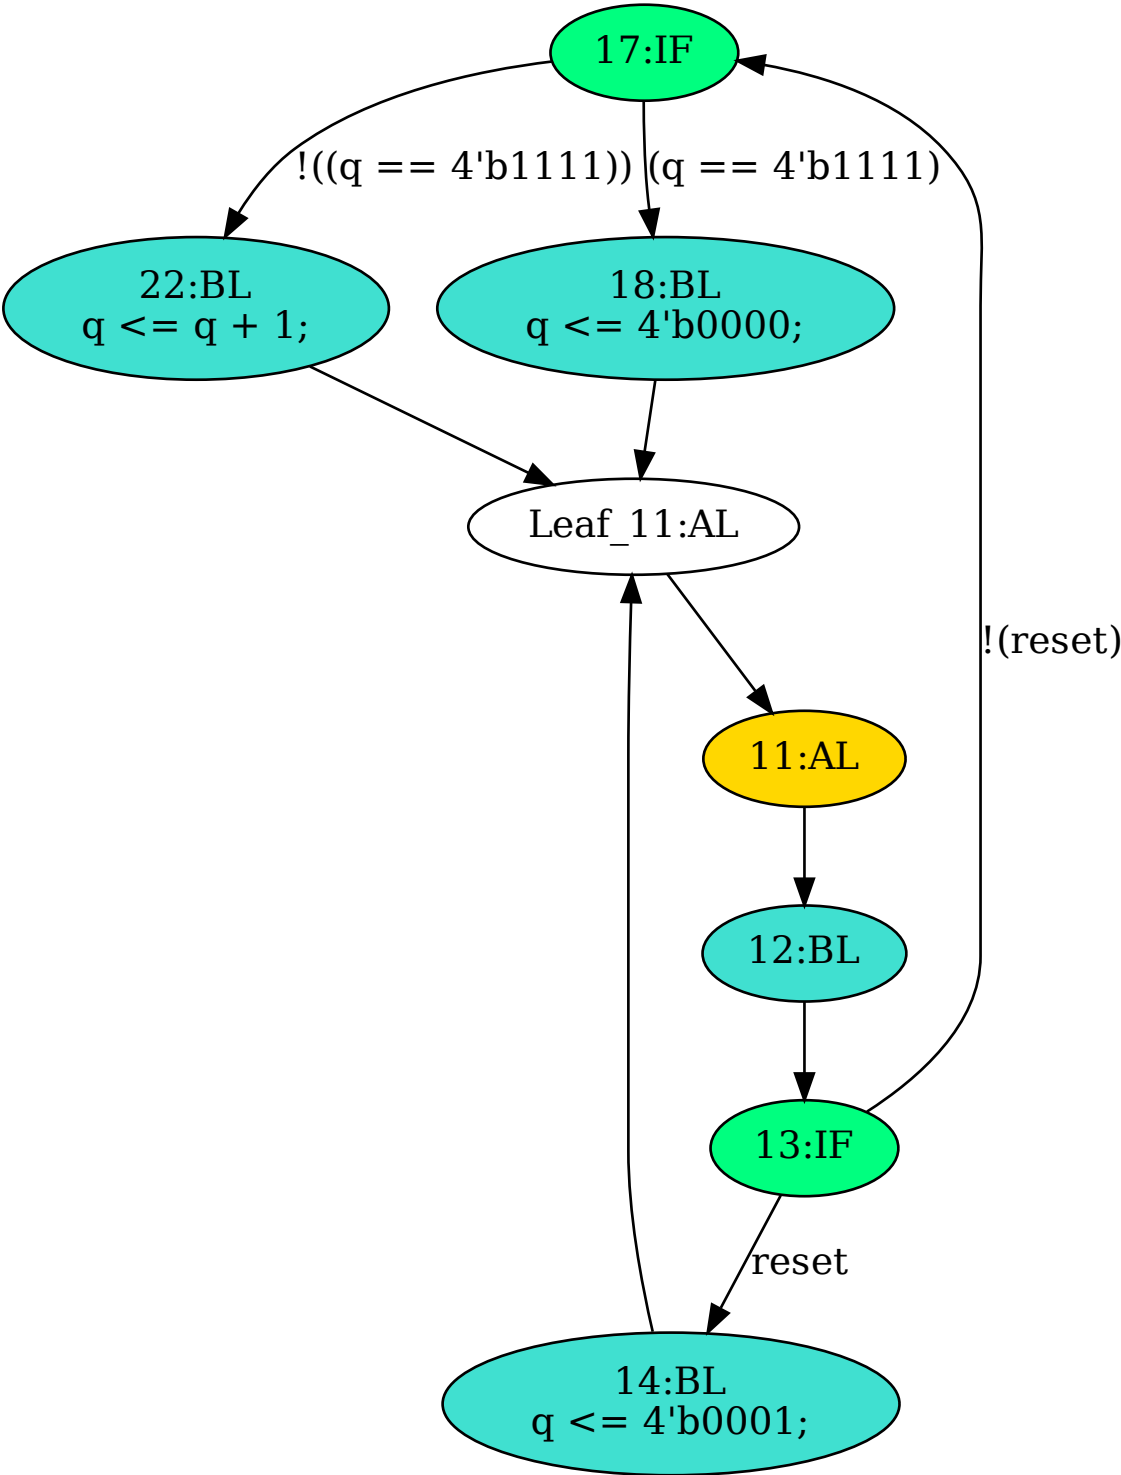 17:IF
!((q == 4'b1111))
(q == 4'b1111)
22:BL
q <= q + 1;
18:BL
q <= 4'b0000;
Leaf_11:AL
!(reset)
11:AL
12:BL
13:IF
reset
14:BL
q <= 4'b0001;